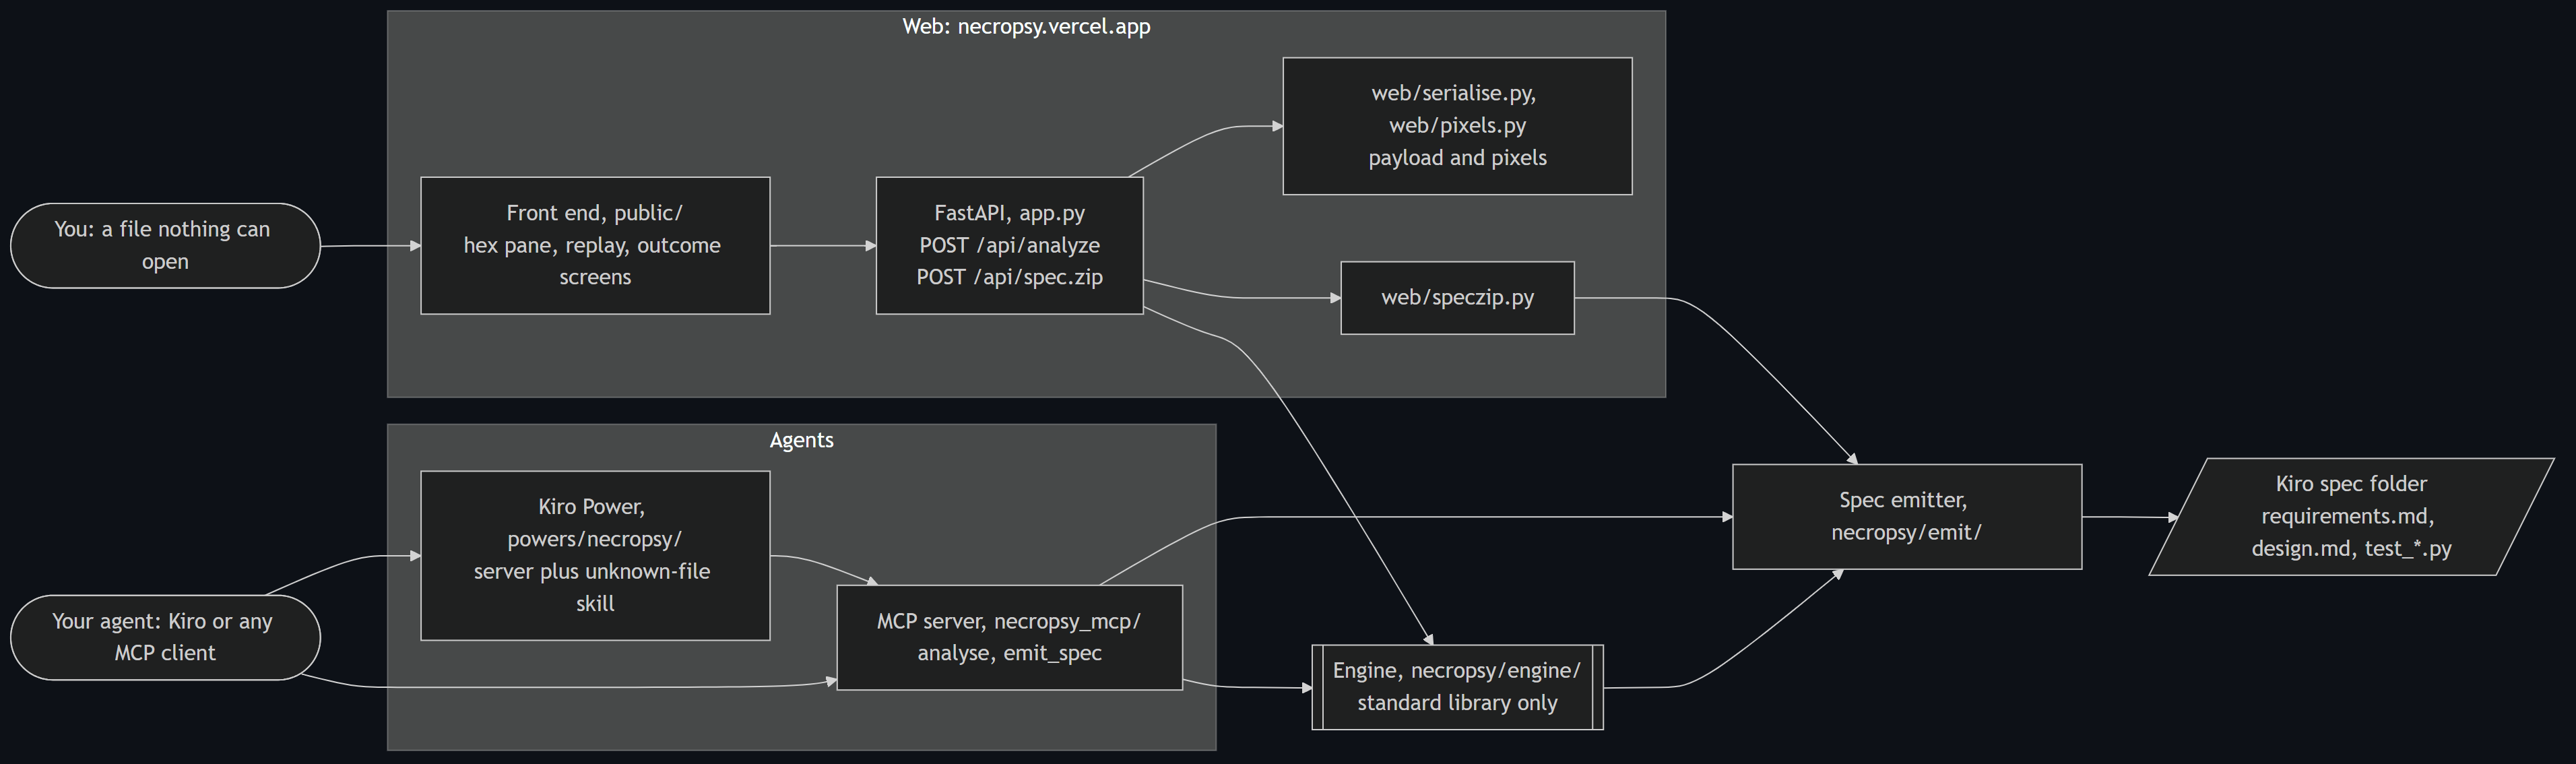 Web: necropsy.vercel.app
web/serialise.py,
web/pixels.py
payload and pixels
You: a file nothing can
open
Front end, public/
hex pane, replay, outcome
screens
FastAPI, app.py
POST /api/analyze
POST /api/spec.zip
web/speczip.py
Agents
Kiro Power,
powers/necropsy/
server plus unknown-file
skill
Your agent: Kiro or any
MCP client
MCP server, necropsy_mcp/
analyse, emit_spec
Engine, necropsy/engine/
standard library only
Spec emitter,
necropsy/emit/
Kiro spec folder
requirements.md,
design.md, test_*.py